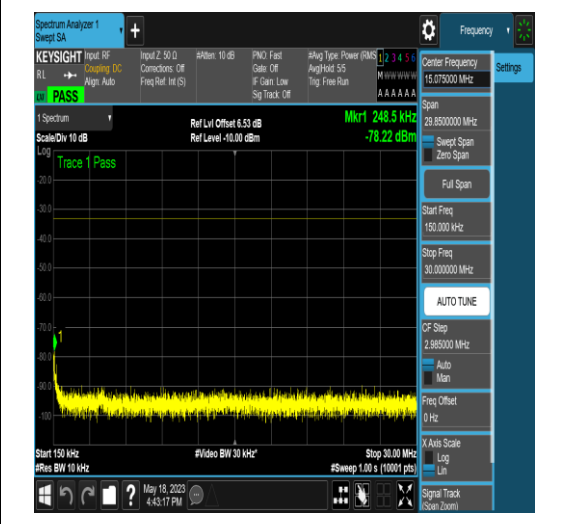 Spectrum Analyzer 1
Swept SA
+
Frequency
KEYSIGHT
RL
PASS
Input: RF
Coupling: DC
Align: Auto
Input Z: 50 Ω
Corrections: Off
Freq Ref: Int (S)
#Atten: 10 dB
PNO: Fast
Gate: Off
IF Gain: Low
Sig Track: Off
#Avg Type: Power (RMS
Avg|Hold: 5/5
Trig: Free Run
1 2 3 4 5 6
M W W W W W
A A A A A A
1 Spectrum
Scale/Div 10 dB
Log
Ref Lvl Offset 6.53 dB
Ref Level -10.00 dBm
Mkr1 248.5 kHz
-78.22 dBm
Trace 1 Pass
-20.0
-30.0
-40.0
-50.0
-60.0
-70.0
-80.0
-90.0
-100
1
Start 150 kHz
#Res BW 10 kHz
#Video BW 30 kHz*
Stop 30.00 MHz
#Sweep 1.00 s (10001 pts)
?
May 18, 2023
4:43:17 PM
Center Frequency
15.075000 MHz
Span
29.8500000 MHz
Swept Span
Zero Span
Full Span
Start Freq
150.000 kHz
Stop Freq
30.000000 MHz
AUTO TUNE
CF Step
2.985000 MHz
Auto
Man
Freq Offset
0 Hz
X Axis Scale
Log
Lin
Signal Track
(Span Zoom)
Settings